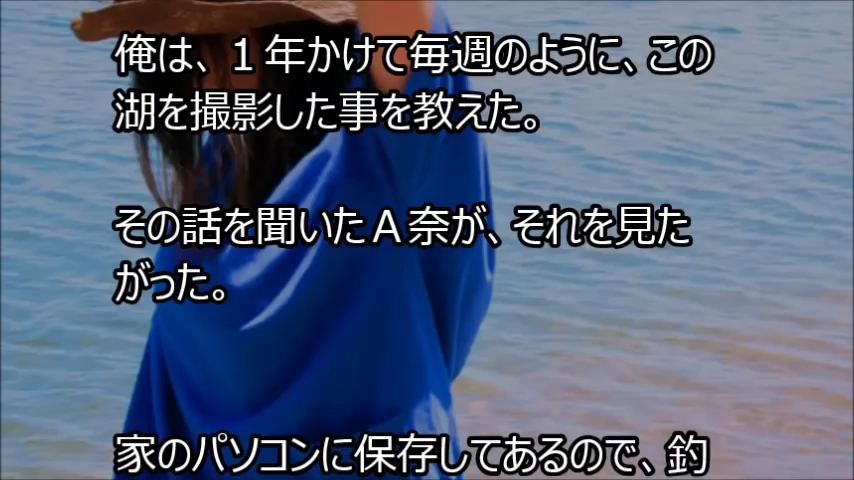 俺は、１年かけて毎週のように、この
湖を撮影した事を教えた。
その話を聞いたＡ奈が、それを見た
がった。
家のパソコンに保存してあるので、釣